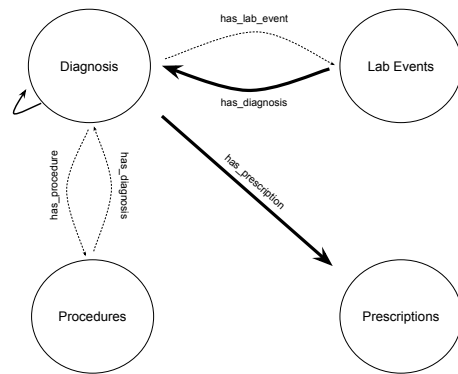 has_lab_event
Diagnosis
Lab Events
has_diagnosis
has_prescription
has_procedure
has_diagnosis
Procedures
Prescriptions